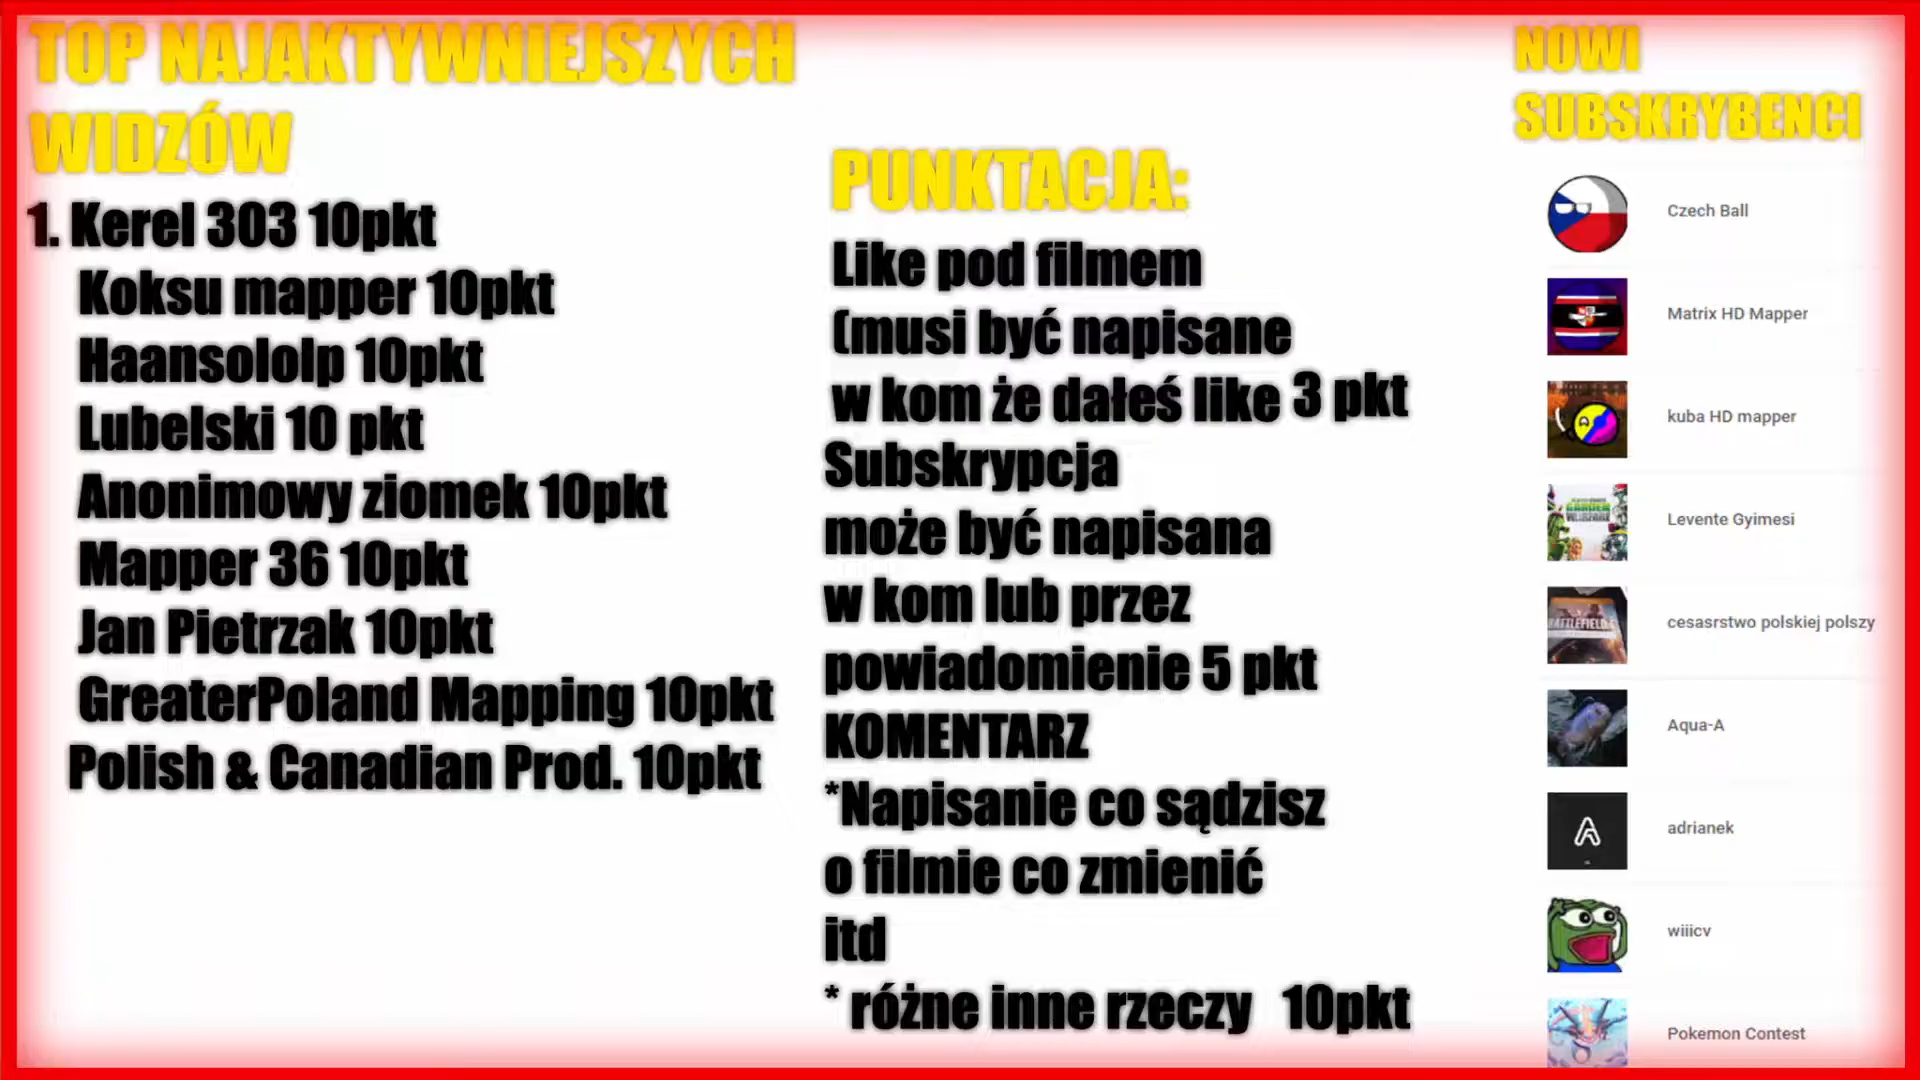 TOP NAJAKTYWNIEJSZYCH
WIDZÓW
1. Kerel 303 10pkt
Koksu mapper 10pkt
Haansololp 10pkt
Lubelski 10 pkt
Anonimowy ziomek 10pkt
Mapper 36 10pkt
Jan Pietrzak 10pkt
GreaterPoland Mapping 10pkt
Polish & Canadian Prod. 10pkt
PUNKTACJA:
Like pod filmem
(musi być napisane
w kom że dałeś like 3 pkt
Subskrypcja
może być napisana
w kom lub przez
powiadomienie 5 pkt
KOMENTARZ
*Napisanie co sądzisz
o filmie co zmienić
itd
* różne inne rzeczy 10pkt
NOWI
SUBSKRYBENCI
Czech Ball
Matrix HD Mapper
kuba HD mapper
Levente Gyimesi
cesasrstwo polskiej polszy
Aqua-A
adrianek
wiiicv
Pokemon Contest
GARDEN
BATTLEFIELD